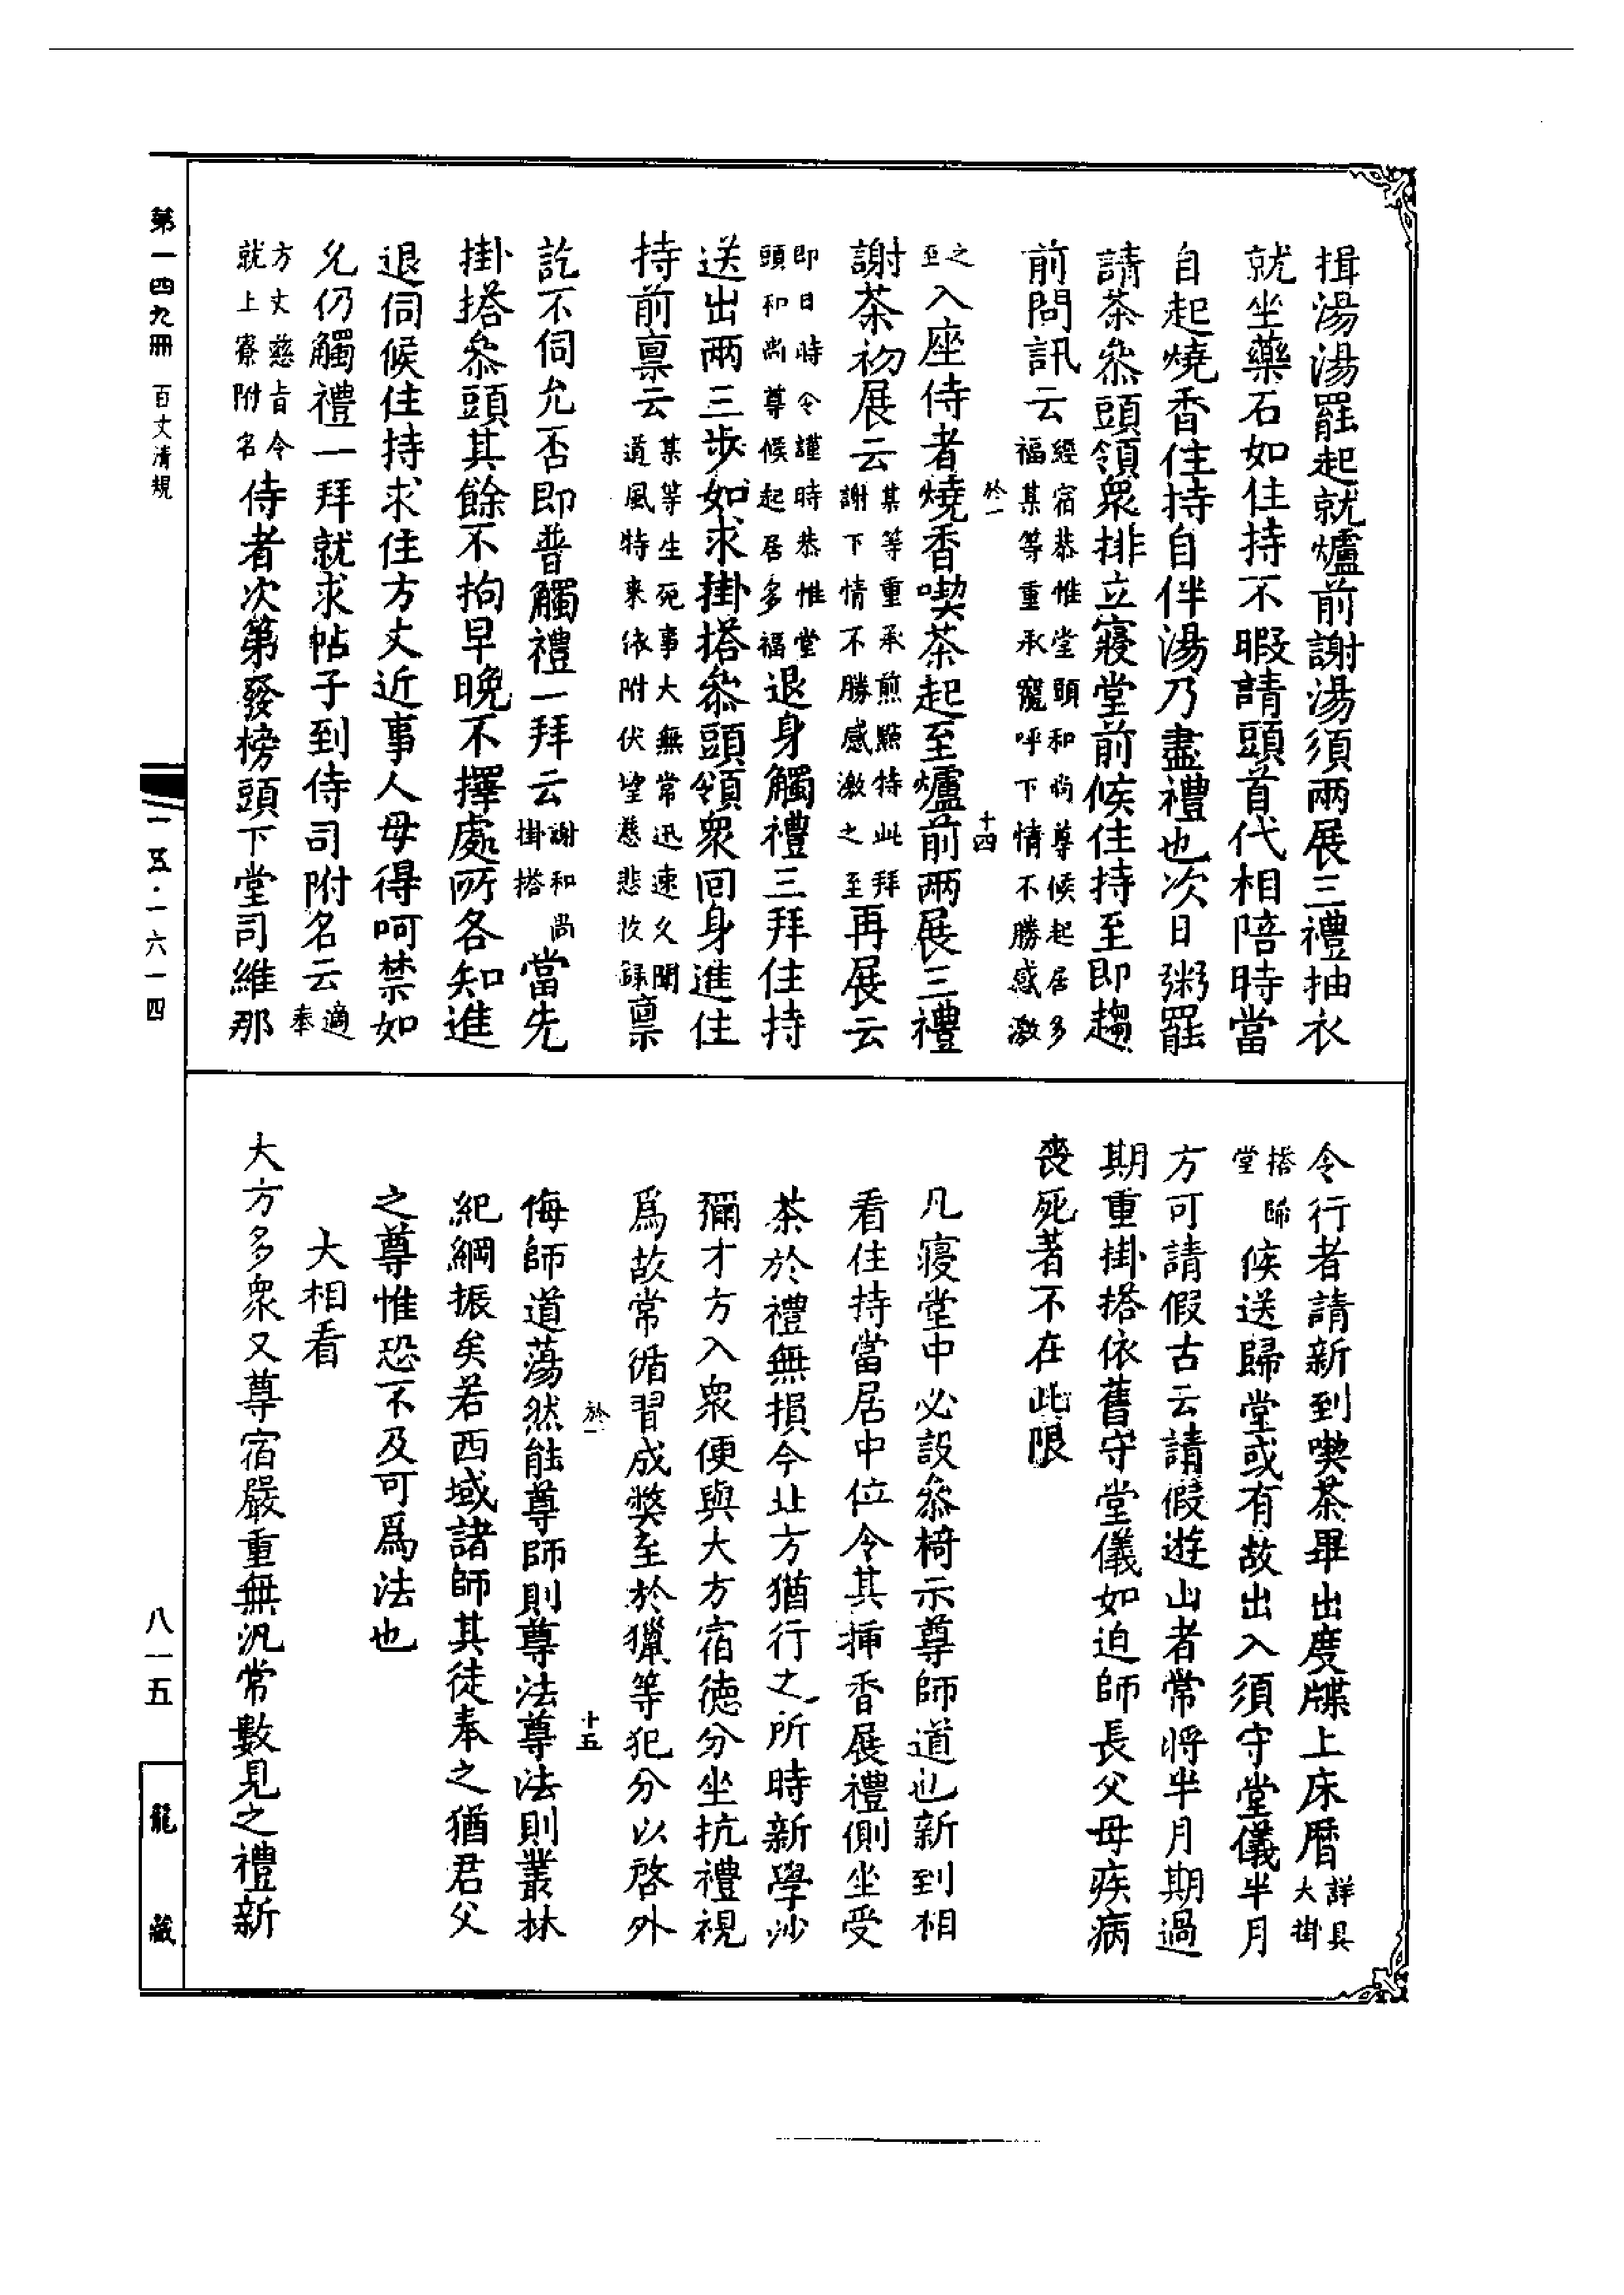 揖湯湯罷起就爐前謝湯須兩展三禮抽衣
就坐藥石如住持不暇請頭首代相陪時當
自起燒香住持自伴湯乃盡禮也次日粥罷
請茶叅頭領衆排立寢堂前候住持至即趨
前問訊云經宿恭惟堂頭和尚尊候起居多福某等重承寵呼下情不勝感激
之至入座侍者燒香喫茶起至爐前兩展三禮
謝茶初展云某等重承煎點特此拜謝下情不勝感激之至再展云
即日時令謹時恭惟堂頭和尚尊候起居多福退身觸禮三拜住持
送出兩三步如求掛搭叅頭領衆回身進住
持前禀云某等生死事大無常迅速久聞道風特來依附伏望慈悲收錄禀
訖不伺允否即普觸禮一拜云謝和尚掛搭當先
掛搭叅頭其餘不拘早晚不擇處所各知進
退伺候住持求住方丈近事人毋得呵禁如
允仍觸禮一拜就求帖子到侍司附名云適奉
方丈慈旨令就上寮附名侍者次第發榜頭下堂司維那
於一
十四
令行者請新到喫茶畢出度牒上床曆詳具大掛
搭歸堂候送歸堂或有故出入須守堂儀半月
方可請假古云請假遊山者常將半月期過
期重掛搭依舊守堂儀如迫師長父母疾病
喪死者不在此限
凡寢堂中必設叅椅示尊師道也新到相
看住持當居中位令其插香展禮側坐受
茶於禮無損今北方猶行之所時新學沙
彌才方入衆便與大方宿德分坐抗禮視
爲故常循習成獘至於獵等犯分以啓外
侮師道蕩然能尊師則尊法尊法則叢林
紀綱振矣若西域諸師其徒奉之猶君父
之尊惟恐不及可爲法也
大相看
大方多衆又尊宿嚴重無汎常數見之禮新
於一
十五
第一四九冊　百丈清規
一五·一六一四
八一五
龍藏